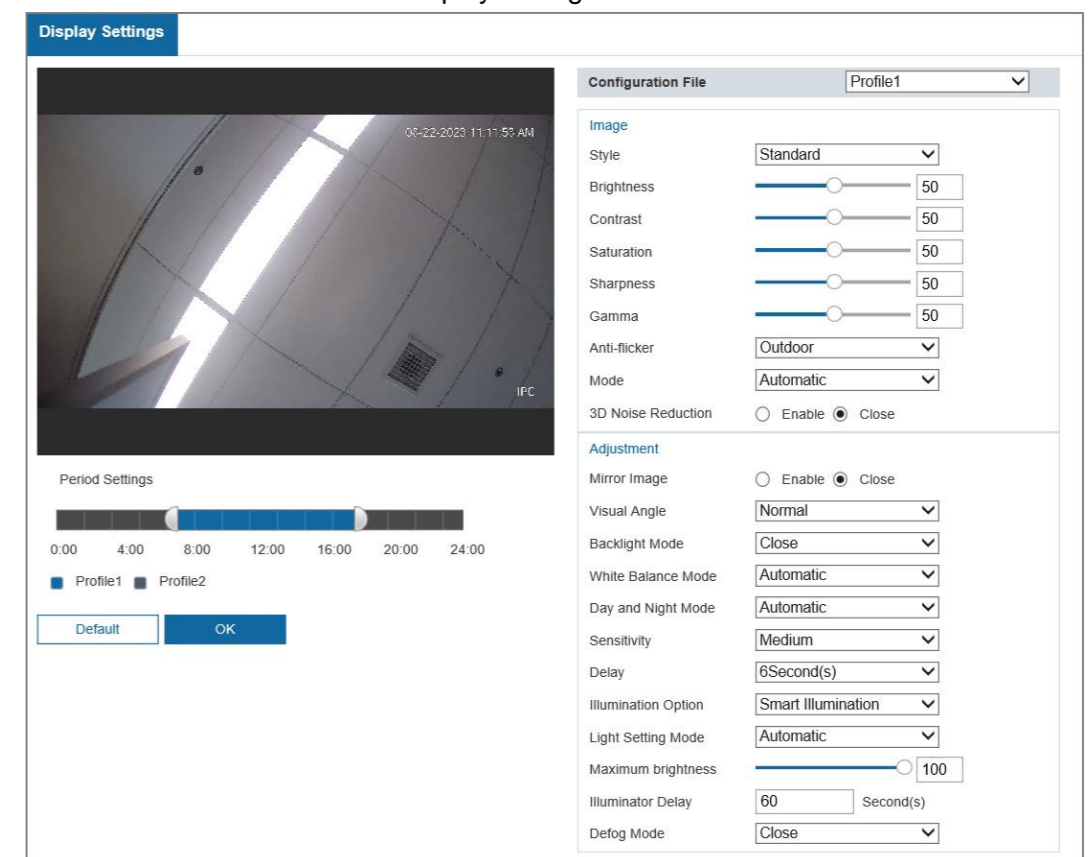 Display Settings
08-22-2023 11:11:53 AM
IPC
Period Settings
0:00 4:00 8:00 12:00 16:00 20:00 24:00
Profile1 Profile2
Default OK
Configuration File Profile1
Image
Style Standard
Brightness 50
Contrast 50
Saturation 50
Sharpness 50
Gamma 50
Anti-flicker Outdoor
Mode Automatic
3D Noise Reduction Enable Close
Adjustment
Mirror Image Enable Close
Visual Angle Normal
Backlight Mode Close
White Balance Mode Automatic
Day and Night Mode Automatic
Sensitivity Medium
Delay 6Second(s)
Illumination Option Smart Illumination
Light Setting Mode Automatic
Maximum brightness 100
Illuminator Delay 60 Second(s)
Defog Mode Close